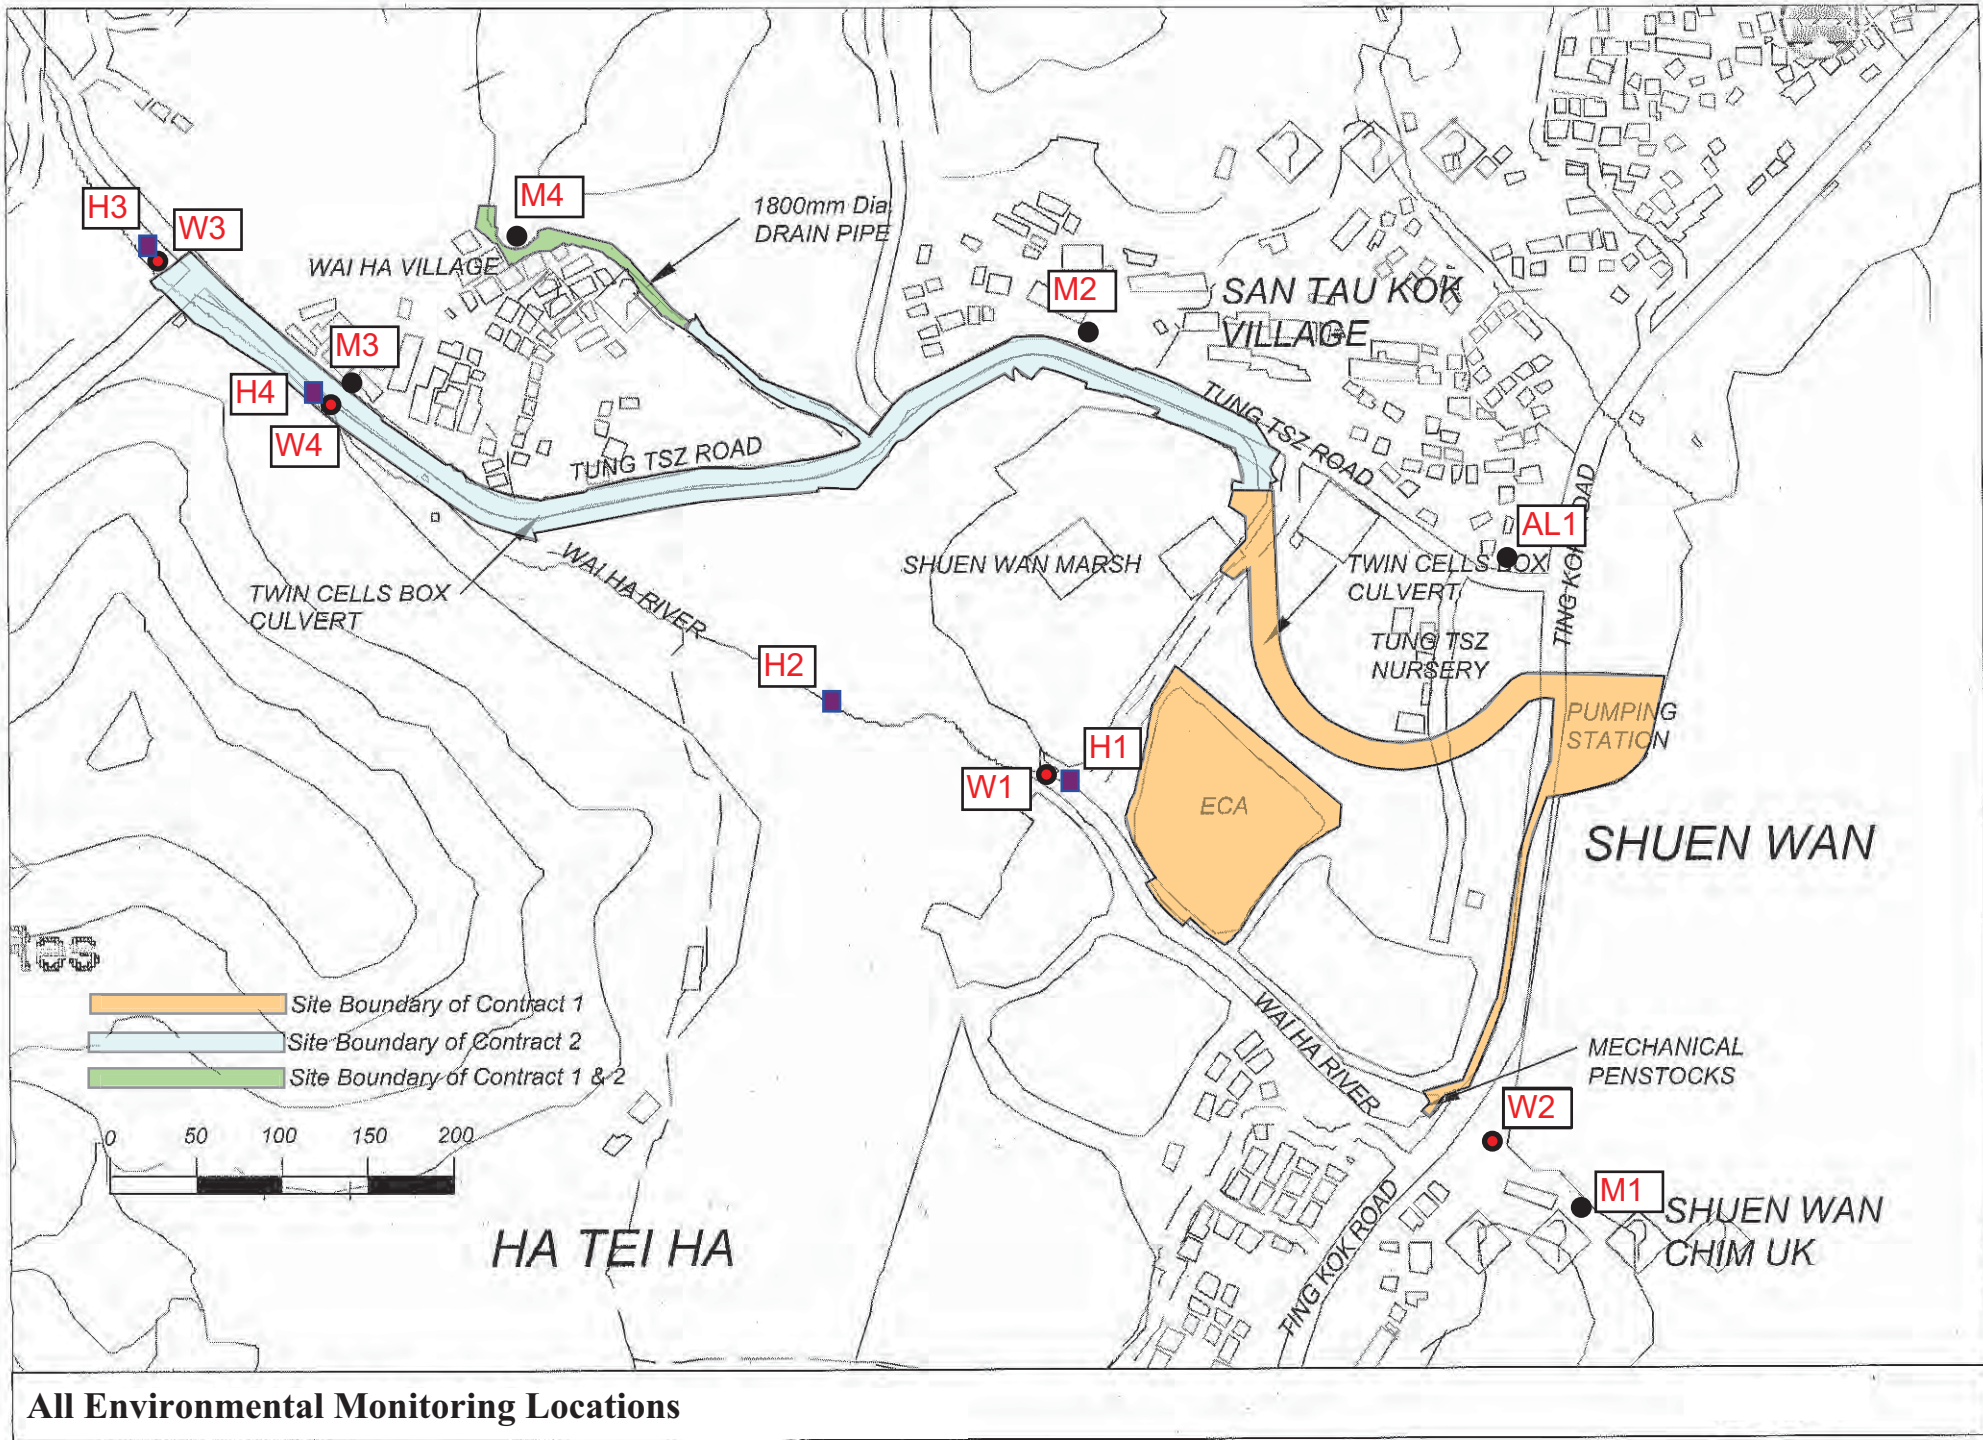 H3
W3
M4
1800mm Dia.
DRAIN PIPE
WAI HA VILLAGE
M2
SAN TAU KOK
VILLAGE
M3
H4
W4
TUNG TSZ ROAD
TUNG TSZ ROAD
AL1
TING KOK ROAD
SHUEN WAN MARSH
TWIN CELLS BOX
CULVERT
TWIN CELLS BOX
CULVERT
WAI HA RIVER
TUNG TSZ
NURSERY
H2
PUMPING
STATION
H1
W1
ECA
SHUEN WAN
Site Boundary of Contract 1
Site Boundary of Contract 2
Site Boundary of Contract 1 & 2
WAI HA RIVER
MECHANICAL
PENSTOCKS
W2
0 50 100 150 200
M1
SHUEN WAN
CHIM UK
TING KOK ROAD
HA TEI HA
All Environmental Monitoring Locations